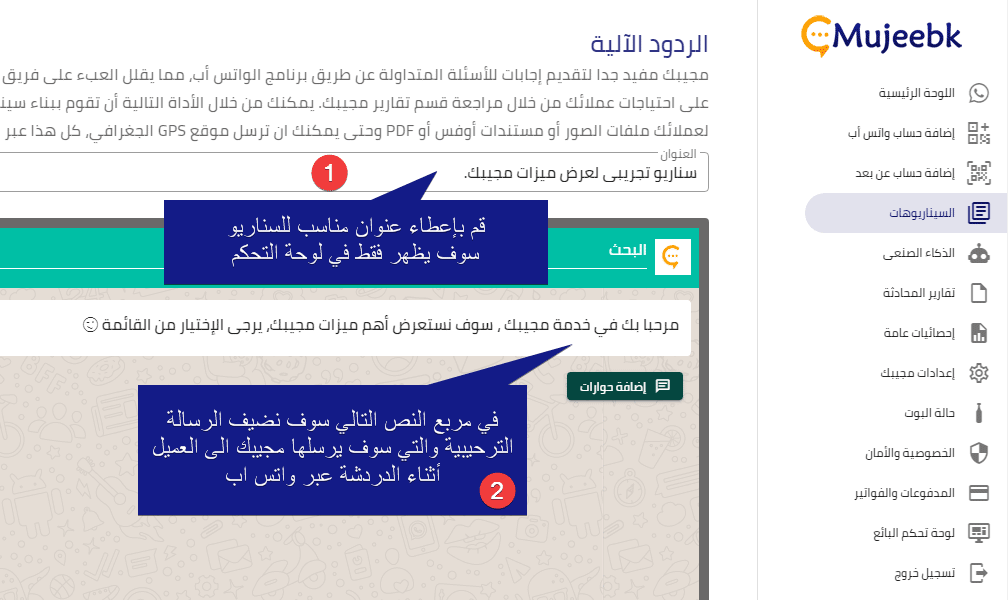 Mujeebk
اللوحة الرئيسية
إضافة حساب واتس أب
إضافة حساب عن بعد
السيناريوهات
الذكاء الصنعى
تقارير المحادثة
إحصائيات عامة
إعدادات مجيبك
حالة البوت
الخصوصية والأمان
المدفوعات والفواتير
لوحة تحكم البائع
تسجيل خروج
الردود الآلية
مجيبك مفيد جدا لتقديم إجابات للأسئلة المتداولة عن طريق برنامج الواتس أب، مما يقلل العبء على فريق
على احتياجات عملائك من خلال مراجعة قسم تقارير مجيبك. يمكنك من خلال الأداة التالية أن تقوم ببناء سينا
لعملائك ملفات الصور أو مستندات أوفس أو PDF وحتى يمكنك ان ترسل موقع GPS الجغرافي، كل هذا عبر
العنوان
سناريو تجريبى لعرض ميزات مجيبك.
1
قم بإعطاء عنوان مناسب للسناريو
سوف يظهر فقط في لوحة التحكم
البحث
مرحبا بك في خدمة مجيبك ، سوف نستعرض أهم ميزات مجيبك، يرجى الإختيار من القائمة
إضافة حوارات
في مربع النص التالي سوف نضيف الرسالة
الترحيبية والتي سوف يرسلها مجيبك الى العميل
أثناء الدردشة عبر واتس اب
2